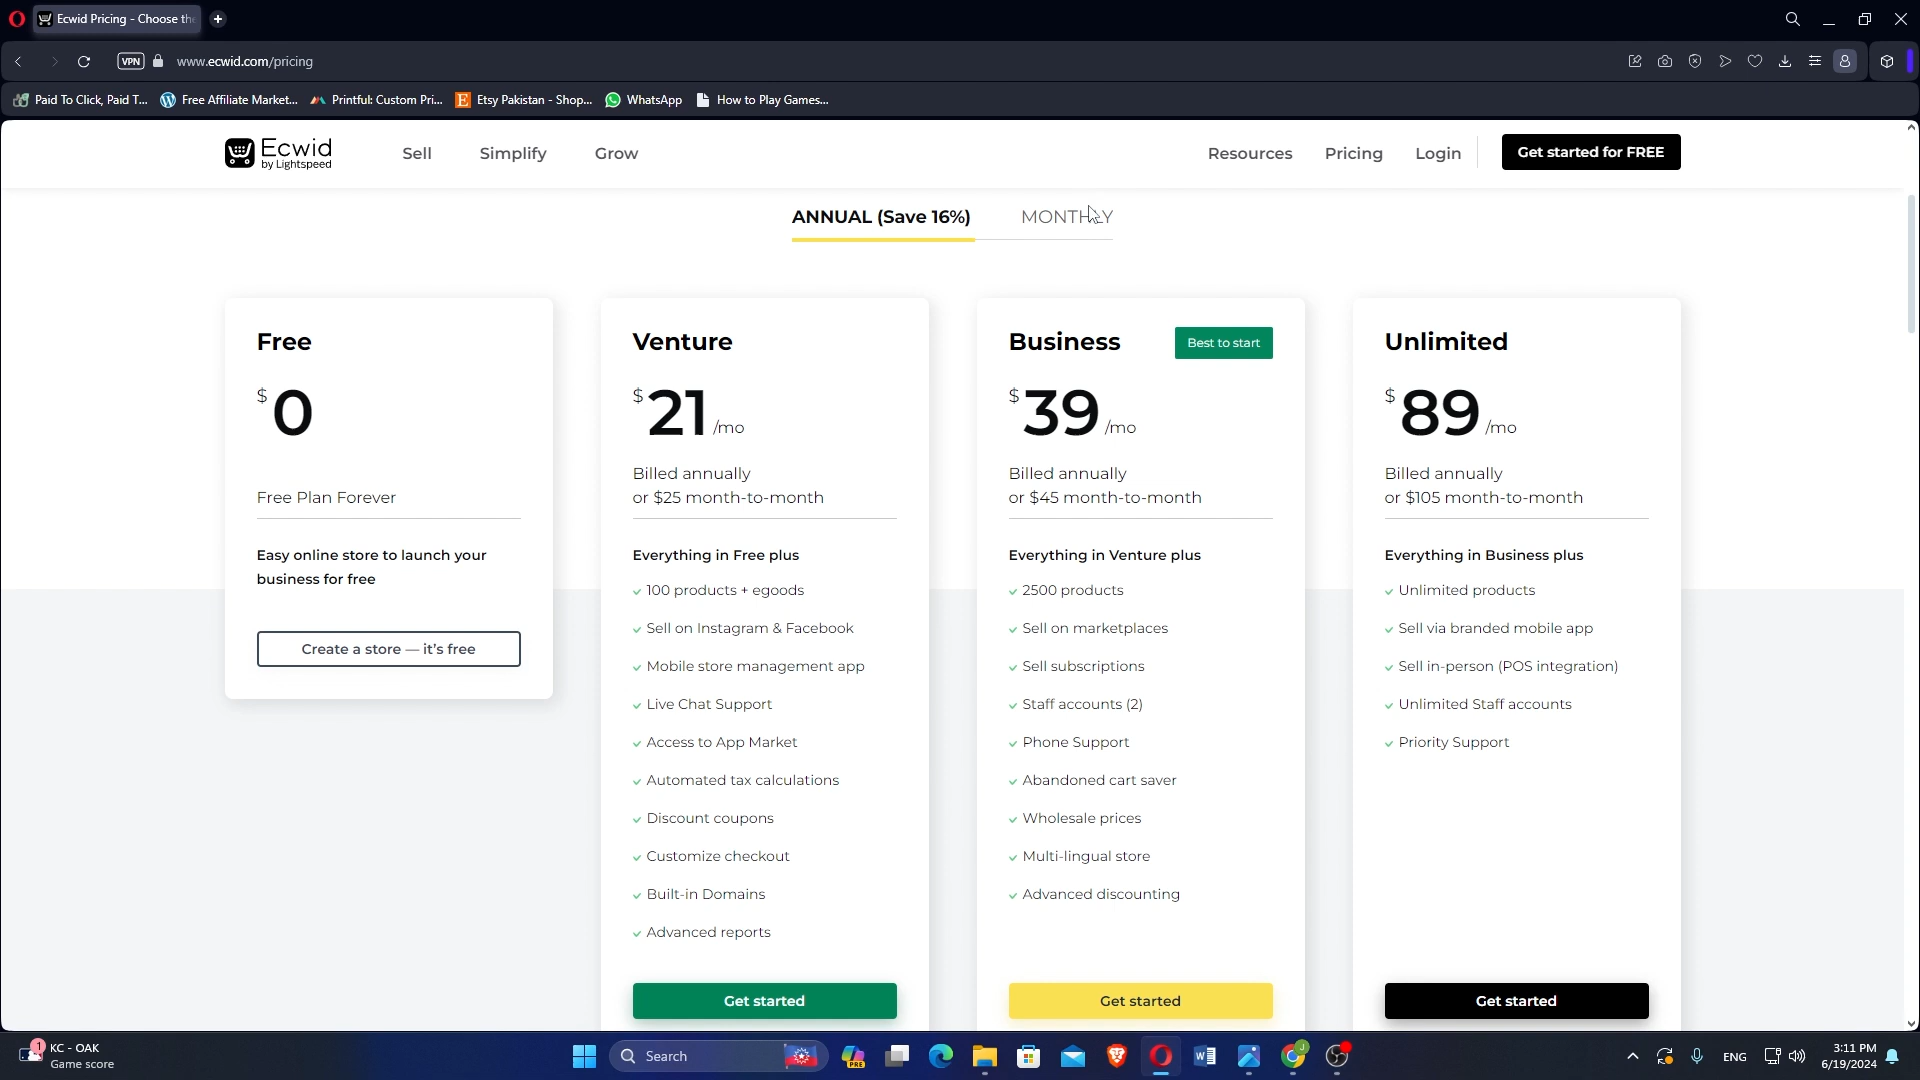 Ecwid Pricing - Choose the
VPN www.ecwid.com/pricing
Paid To Click, Paid T... Free Affiliate Market... Printful: Custom Pri... Etsy Pakistan - Shop... WhatsApp How to Play Games...
Ecwid
by Lightspeed
Sell Simplify Grow Resources Pricing Login Get started for FREE
ANNUAL (Save 16%) MONTHLY
Free
$0
Free Plan Forever
Easy online store to launch your
business for free
Create a store — it's free
Venture
$21 /mo
Billed annually
or $25 month-to-month
Everything in Free plus
100 products + egoods
Sell on Instagram & Facebook
Mobile store management app
Live Chat Support
Access to App Market
Automated tax calculations
Discount coupons
Customize checkout
Built-in Domains
Advanced reports
Get started
Business Best to start
$39 /mo
Billed annually
or $45 month-to-month
Everything in Venture plus
2500 products
Sell on marketplaces
Sell subscriptions
Staff accounts (2)
Phone Support
Abandoned cart saver
Wholesale prices
Multi-lingual store
Advanced discounting
Get started
Unlimited
$89 /mo
Billed annually
or $105 month-to-month
Everything in Business plus
Unlimited products
Sell via branded mobile app
Sell in-person (POS integration)
Unlimited Staff accounts
Priority Support
Get started
1 KC - OAK
Game score
Search
PRE
J
ENG
3:11 PM
6/19/2024